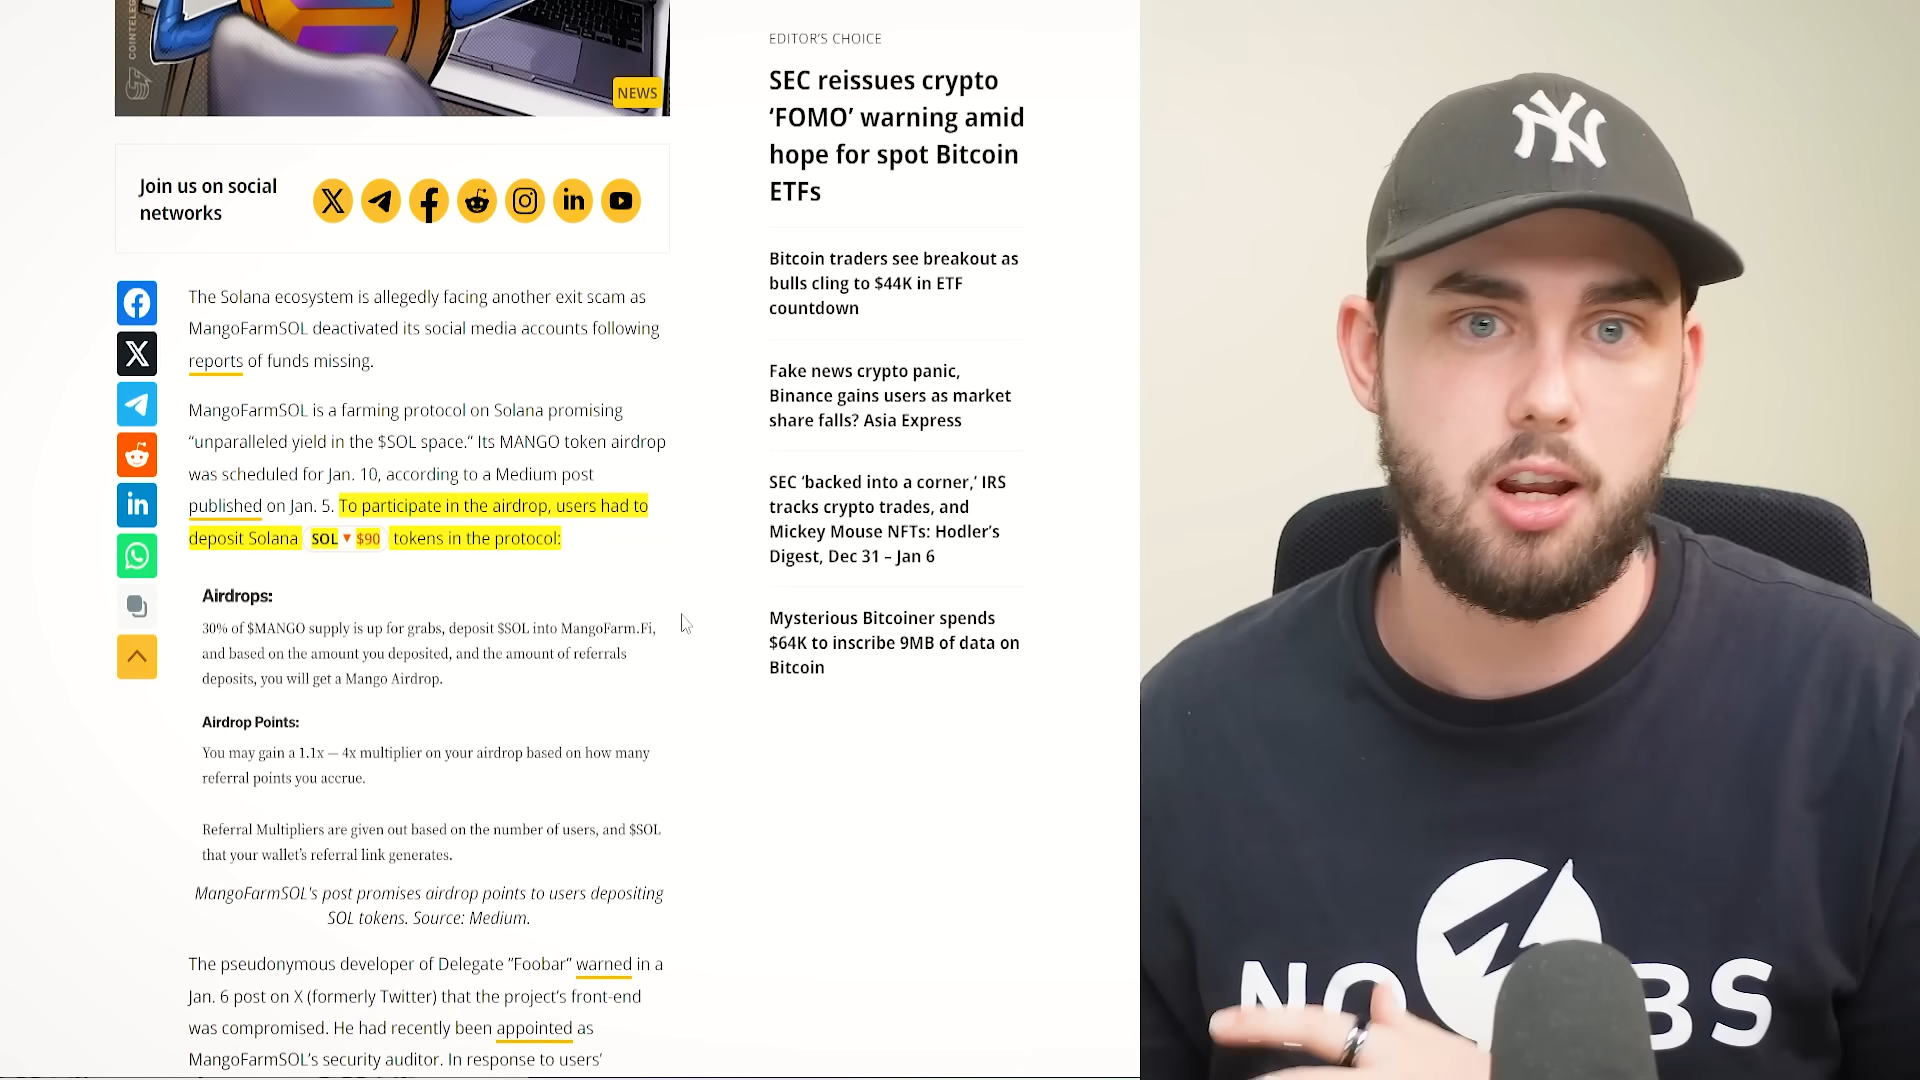 COINTELEG
NEWS
Join us on social
networks
The Solana ecosystem is allegedly facing another exit scam as
MangoFarmSOL deactivated its social media accounts following
reports of funds missing.
MangoFarmSOL is a farming protocol on Solana promising
“unparalleled yield in the $SOL space.” Its MANGO token airdrop
was scheduled for Jan. 10, according to a Medium post
published on Jan. 5. To participate in the airdrop, users had to
deposit Solana SOL ▼ $90 tokens in the protocol:
Airdrops:
30% of $MANGO supply is up for grabs, deposit $SOL into MangoFarm.Fi,
and based on the amount you deposited, and the amount of referrals
deposits, you will get a Mango Airdrop.
Airdrop Points:
You may gain a 1.1x — 4x multiplier on your airdrop based on how many
referral points you accrue.
Referral Multipliers are given out based on the number of users, and $SOL
that your wallet's referral link generates.
MangoFarmSOL's post promises airdrop points to users depositing
SOL tokens. Source: Medium.
The pseudonymous developer of Delegate “Foobar” warned in a
Jan. 6 post on X (formerly Twitter) that the project’s front-end
was compromised. He had recently been appointed as
MangoFarmSOL’s security auditor. In response to users’
EDITOR’S CHOICE
SEC reissues crypto
‘FOMO’ warning amid
hope for spot Bitcoin
ETFs
Bitcoin traders see breakout as
bulls cling to $44K in ETF
countdown
Fake news crypto panic,
Binance gains users as market
share falls? Asia Express
SEC ‘backed into a corner,’ IRS
tracks crypto trades, and
Mickey Mouse NFTs: Hodler’s
Digest, Dec 31 – Jan 6
Mysterious Bitcoiner spends
$64K to inscribe 9MB of data on
Bitcoin
NY
NO BS